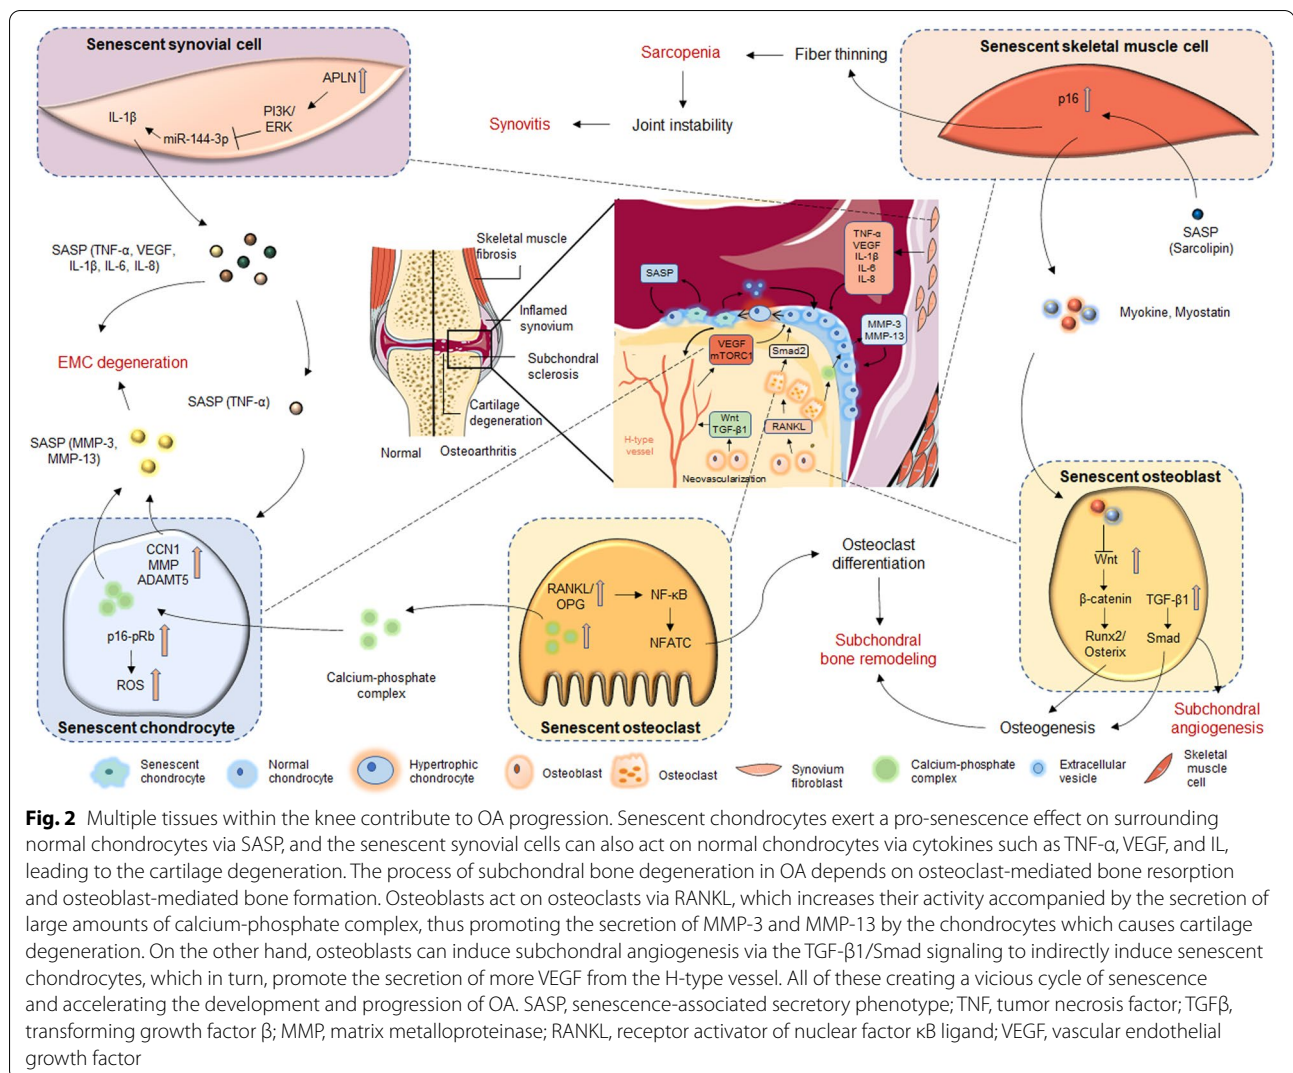 Senescent synovial cell
APLN
PI3K/
ERK
IL-1β
miR-144-3p
Sarcopenia
Fiber thinning
Synovitis
Joint instability
Senescent skeletal muscle cell
p16
SASP
(Sarcolipin)
Myokine, Myostatin
SASP (TNF-α, VEGF,
IL-1β, IL-6, IL-8)
EMC degeneration
SASP (TNF-α)
SASP (MMP-3,
MMP-13)
Skeletal muscle
fibrosis
Inflamed
synovium
Subchondral
sclerosis
Cartilage
degeneration
Normal
Osteoarthritis
SASP
TNF-α
VEGF
IL-1β
IL-6
IL-8
MMP-3
MMP-13
VEGF
mTORC1
Smad2
Wnt
TGF-β1
RANKL
H-type
vessel
Neovascularization
CCN1
MMP
ADAMT5
p16-pRb
ROS
Senescent chondrocyte
Calcium-phosphate
complex
RANKL/
OPG
NF-κB
NFATC
Senescent osteoclast
Osteoclast
differentiation
Subchondral
bone remodeling
Osteogenesis
Senescent osteoblast
Wnt
β-catenin
Runx2/
Osterix
TGF-β1
Smad
Subchondral
angiogenesis
Senescent
chondrocyte
Normal
chondrocyte
Hypertrophic
chondrocyte
Osteoblast
Osteoclast
Synovium
fibroblast
Calcium-phosphate
complex
Extracellular
vesicle
Skeletal
muscle
cell
Fig. 2 Multiple tissues within the knee contribute to OA progression. Senescent chondrocytes exert a pro-senescence effect on surrounding
normal chondrocytes via SASP, and the senescent synovial cells can also act on normal chondrocytes via cytokines such as TNF-α, VEGF, and IL,
leading to the cartilage degeneration. The process of subchondral bone degeneration in OA depends on osteoclast-mediated bone resorption
and osteoblast-mediated bone formation. Osteoblasts act on osteoclasts via RANKL, which increases their activity accompanied by the secretion of
large amounts of calcium-phosphate complex, thus promoting the secretion of MMP-3 and MMP-13 by the chondrocytes which causes cartilage
degeneration. On the other hand, osteoblasts can induce subchondral angiogenesis via the TGF-β1/Smad signaling to indirectly induce senescent
chondrocytes, which in turn, promote the secretion of more VEGF from the H-type vessel. All of these creating a vicious cycle of senescence
and accelerating the development and progression of OA. SASP, senescence-associated secretory phenotype; TNF, tumor necrosis factor; TGFβ,
transforming growth factor β; MMP, matrix metalloproteinase; RANKL, receptor activator of nuclear factor κB ligand; VEGF, vascular endothelial
growth factor